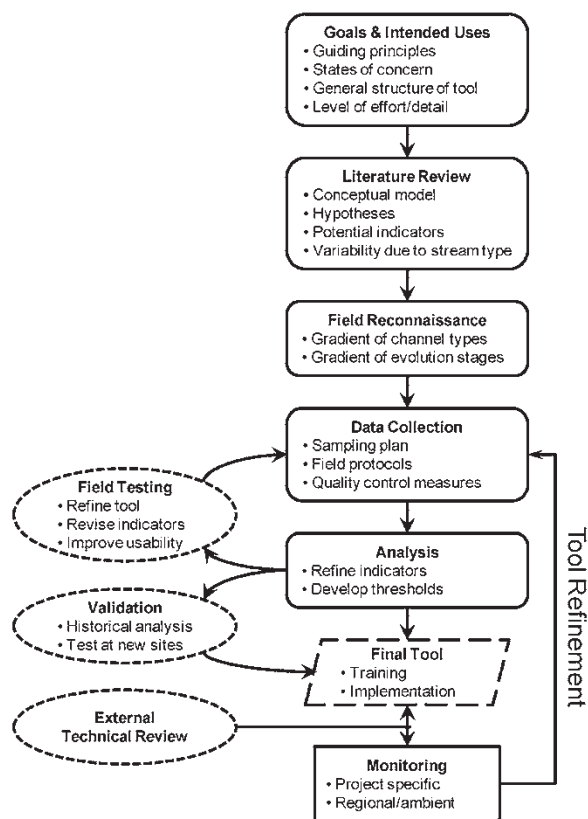 Goals & Intended Uses
• Guiding principles
• States of concern
• General structure of tool
• Level of effort/detail
Literature Review
• Conceptual model
• Hypotheses
• Potential indicators
• Variability due to stream type
Field Reconnaissance
• Gradient of channel types
• Gradient of evolution stages
Data Collection
• Sampling plan
• Field protocols
• Quality control measures
Field Testing
• Refine tool
• Revise indicators
• Improve usability
Analysis
• Refine indicators
• Develop thresholds
Validation
• Historical analysis
• Test at new sites
Final Tool
• Training
• Implementation
External
Technical Review
Monitoring
• Project specific
• Regional/ambient
Tool Refinement